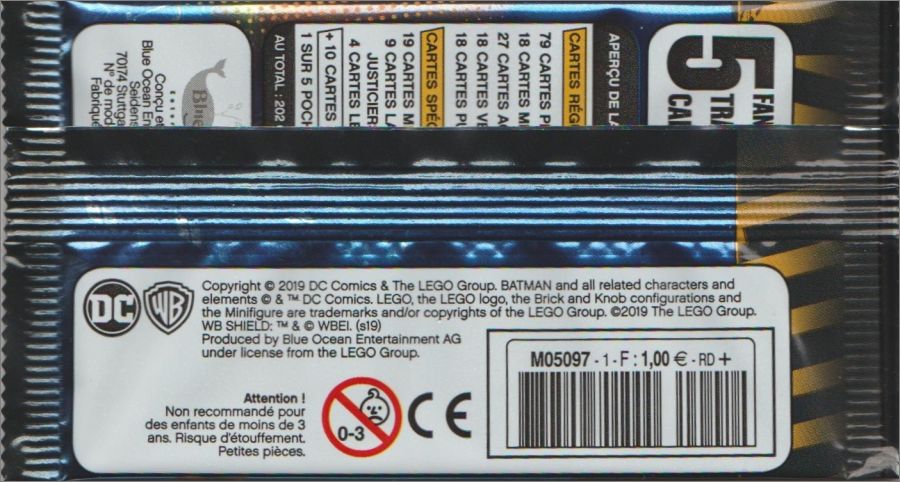 5
FAN
TRA
CAR
APERÇU DE LA
CARTES RÉG
79 CARTES P
18 CARTES M
27 CARTES A
18 CARTES VE
18 CARTES PU
CARTES SPÉC
19 CARTES M
9 CARTES L
JUSTICIER
4 CARTES LE
+ 10 CARTES
1 SUR 5 POCH
AU TOTAL : 202
Blue
Conçu et
Blue Ocean En
Seidens
70174 Stuttga
N° de mod
Fabriqué
DC
WB
Copyright © 2019 DC Comics & The LEGO Group. BATMAN and all related characters and
elements © & ™ DC Comics. LEGO, the LEGO logo, the Brick and Knob configurations and
the Minifigure are trademarks and/or copyrights of the LEGO Group. ©2019 The LEGO Group.
WB SHIELD: ™ & © WBEI. (s19)
Produced by Blue Ocean Entertainment AG
under license from the LEGO Group.
Attention !
Non recommandé pour
des enfants de moins de 3
ans. Risque d'étouffement.
Petites pièces.
0-3
CE
M05097 - 1 - F : 1,00 € - RD +